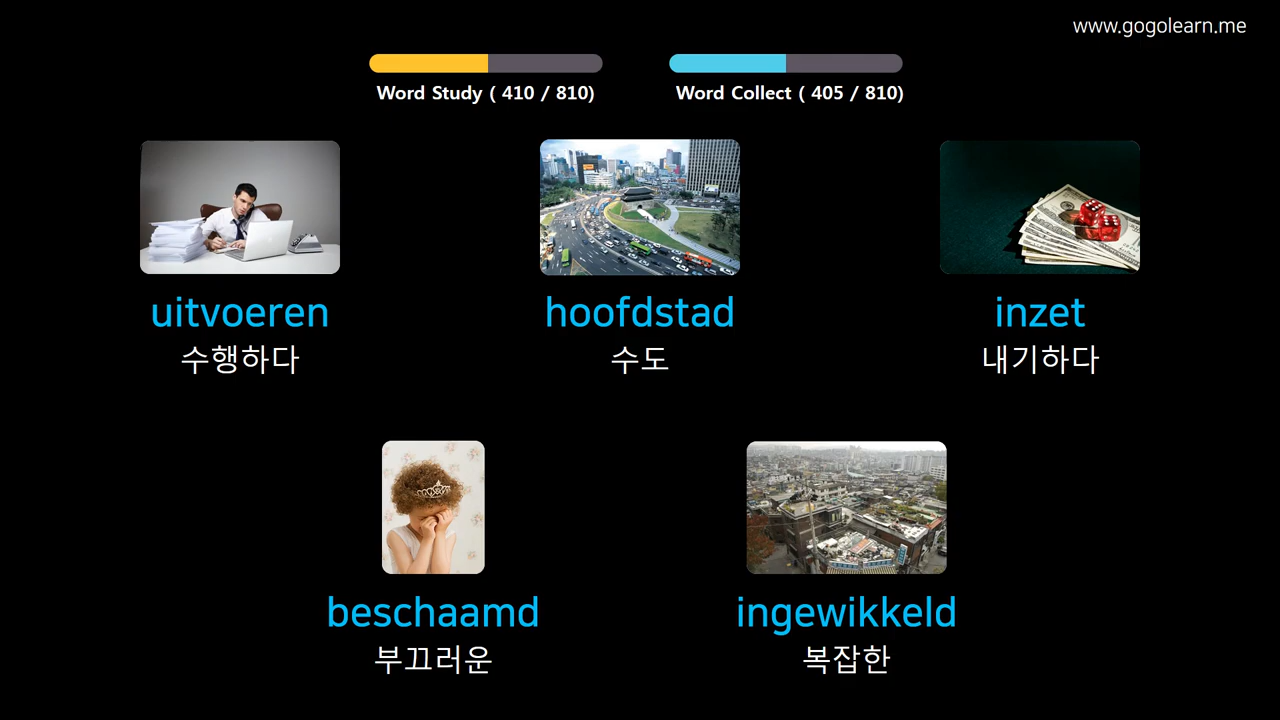 www.gogolearn.me
Word Study ( 410 / 810)
Word Collect ( 405 / 810)
uitvoeren
수행하다
hoofdstad
수도
inzet
내기하다
beschaamd
부끄러운
ingewikkeld
복잡한